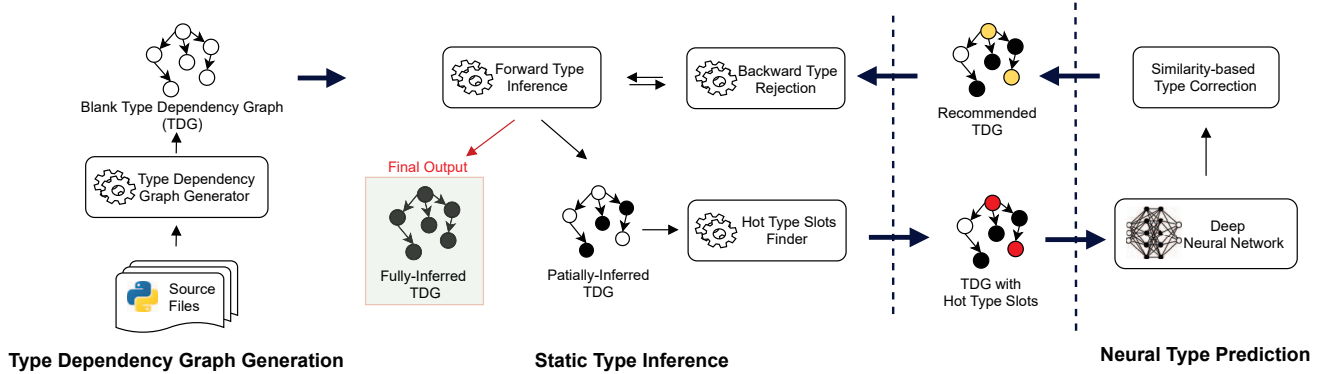 Blank Type Dependency Graph
(TDG)
Type Dependency
Graph Generator
Source
Files
Type Dependency Graph Generation
Forward Type
Inference
Backward Type
Rejection
Final Output
Fully-Inferred
TDG
Patially-Inferred
TDG
Hot Type Slots
Finder
Static Type Inference
Recommended
TDG
TDG with
Hot Type Slots
Similarity-based
Type Correction
Deep
Neural Network
Neural Type Prediction